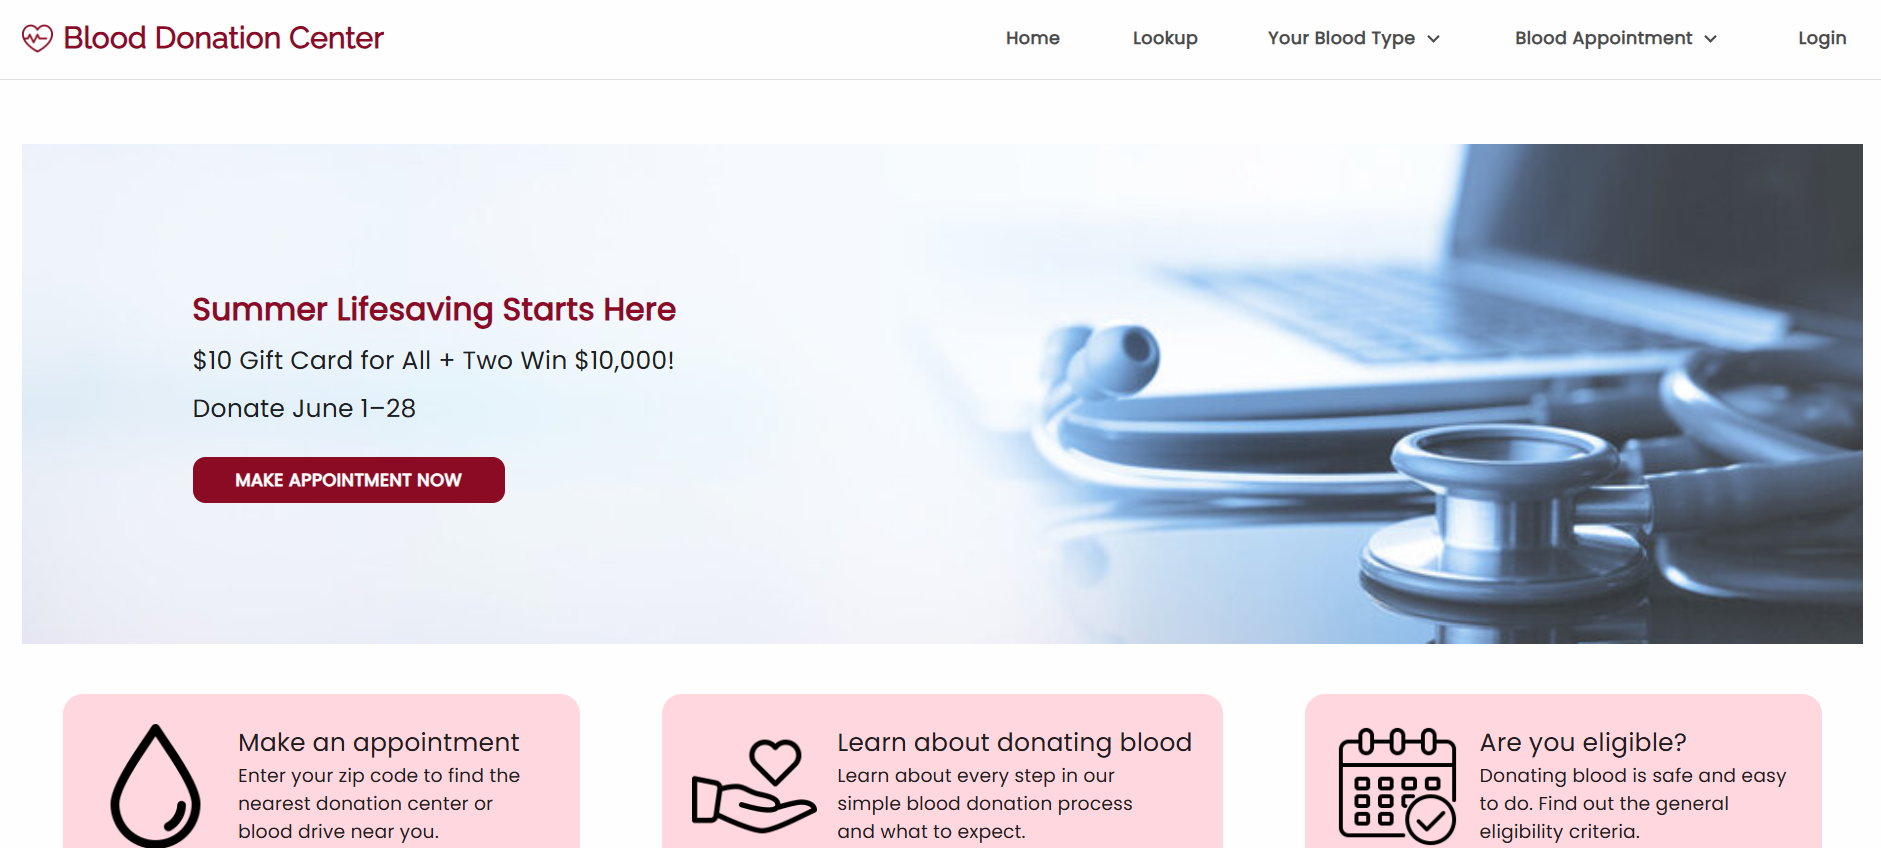 Blood Donation Center
Home
Lookup
Your Blood Type
Blood Appointment
Login
Summer Lifesaving Starts Here
$10 Gift Card for All + Two Win $10,000!
Donate June 1–28
MAKE APPOINTMENT NOW
Make an appointment
Enter your zip code to find the
nearest donation center or
blood drive near you.
Learn about donating blood
Learn about every step in our
simple blood donation process
and what to expect.
Are you eligible?
Donating blood is safe and easy
to do. Find out the general
eligibility criteria.